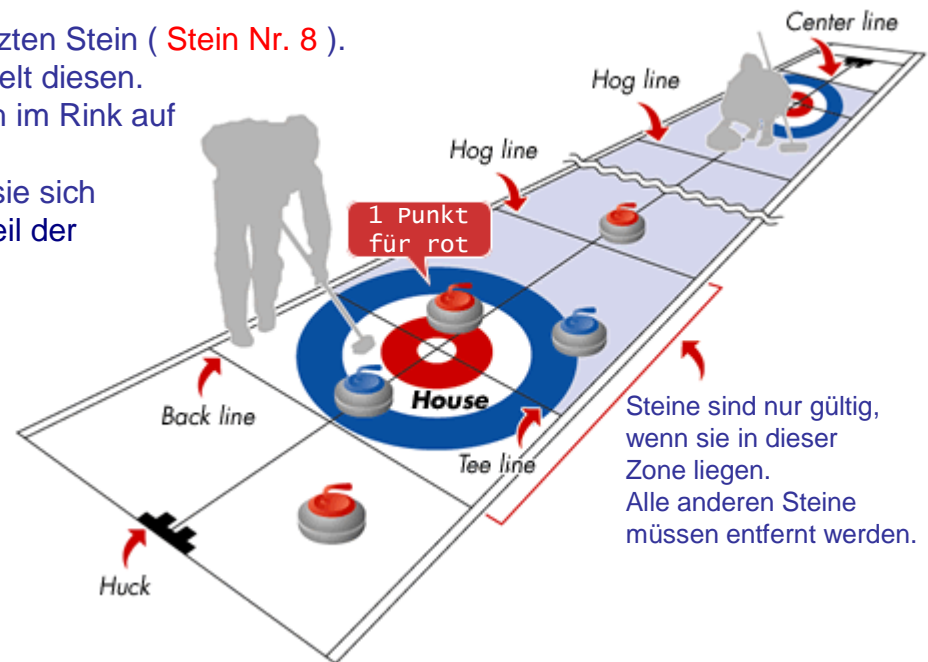 zten Stein ( Stein Nr. 8 ).
elt diesen.
im Rink auf
sie sich
eil der
Center line
Hog line
Hog line
1 Punkt
für rot
Back line
House
Tee line
Huck
Steine sind nur gültig,
wenn sie in dieser
Zone liegen.
Alle anderen Steine
müssen entfernt werden.